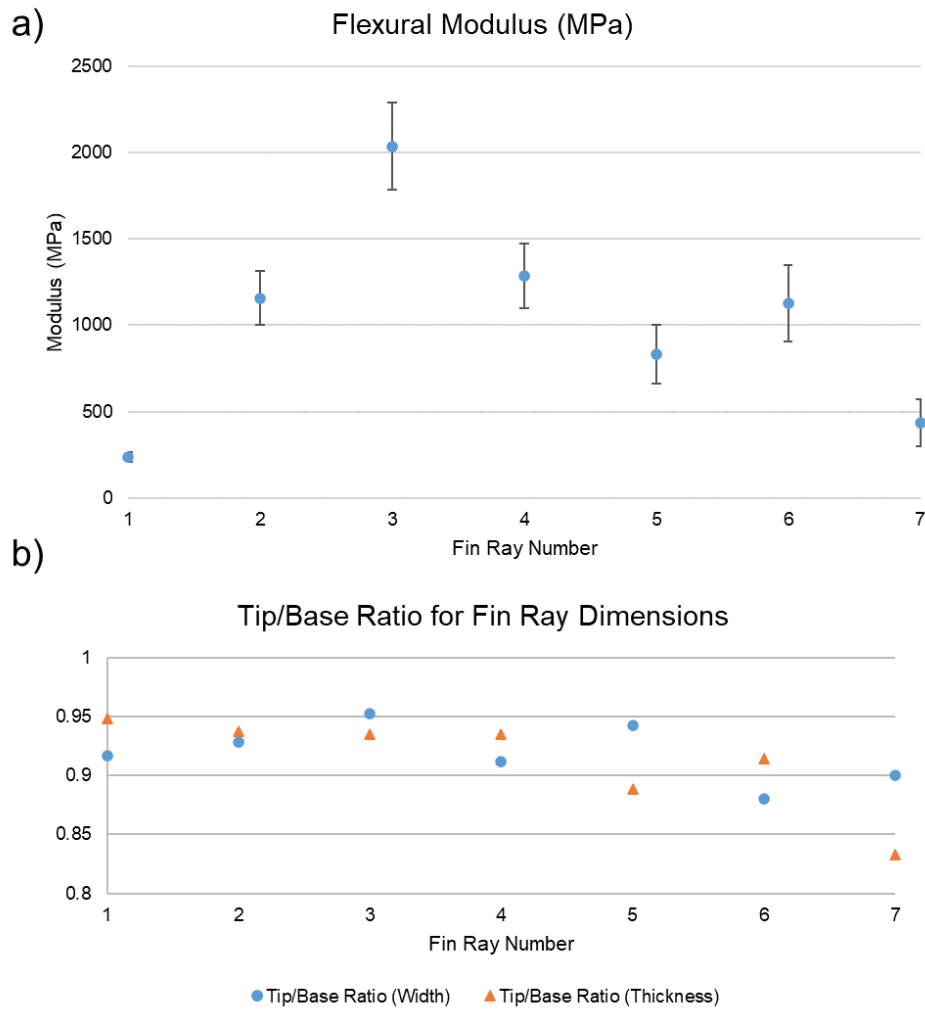 a)
Flexural Modulus (MPa)
2500
2000
1500
1000
500
0
Modulus (MPa)
1 2 3 4 5 6 7
Fin Ray Number
b)
Tip/Base Ratio for Fin Ray Dimensions
1
0.95
0.9
0.85
0.8
1 2 3 4 5 6 7
Fin Ray Number
Tip/Base Ratio (Width) Tip/Base Ratio (Thickness)